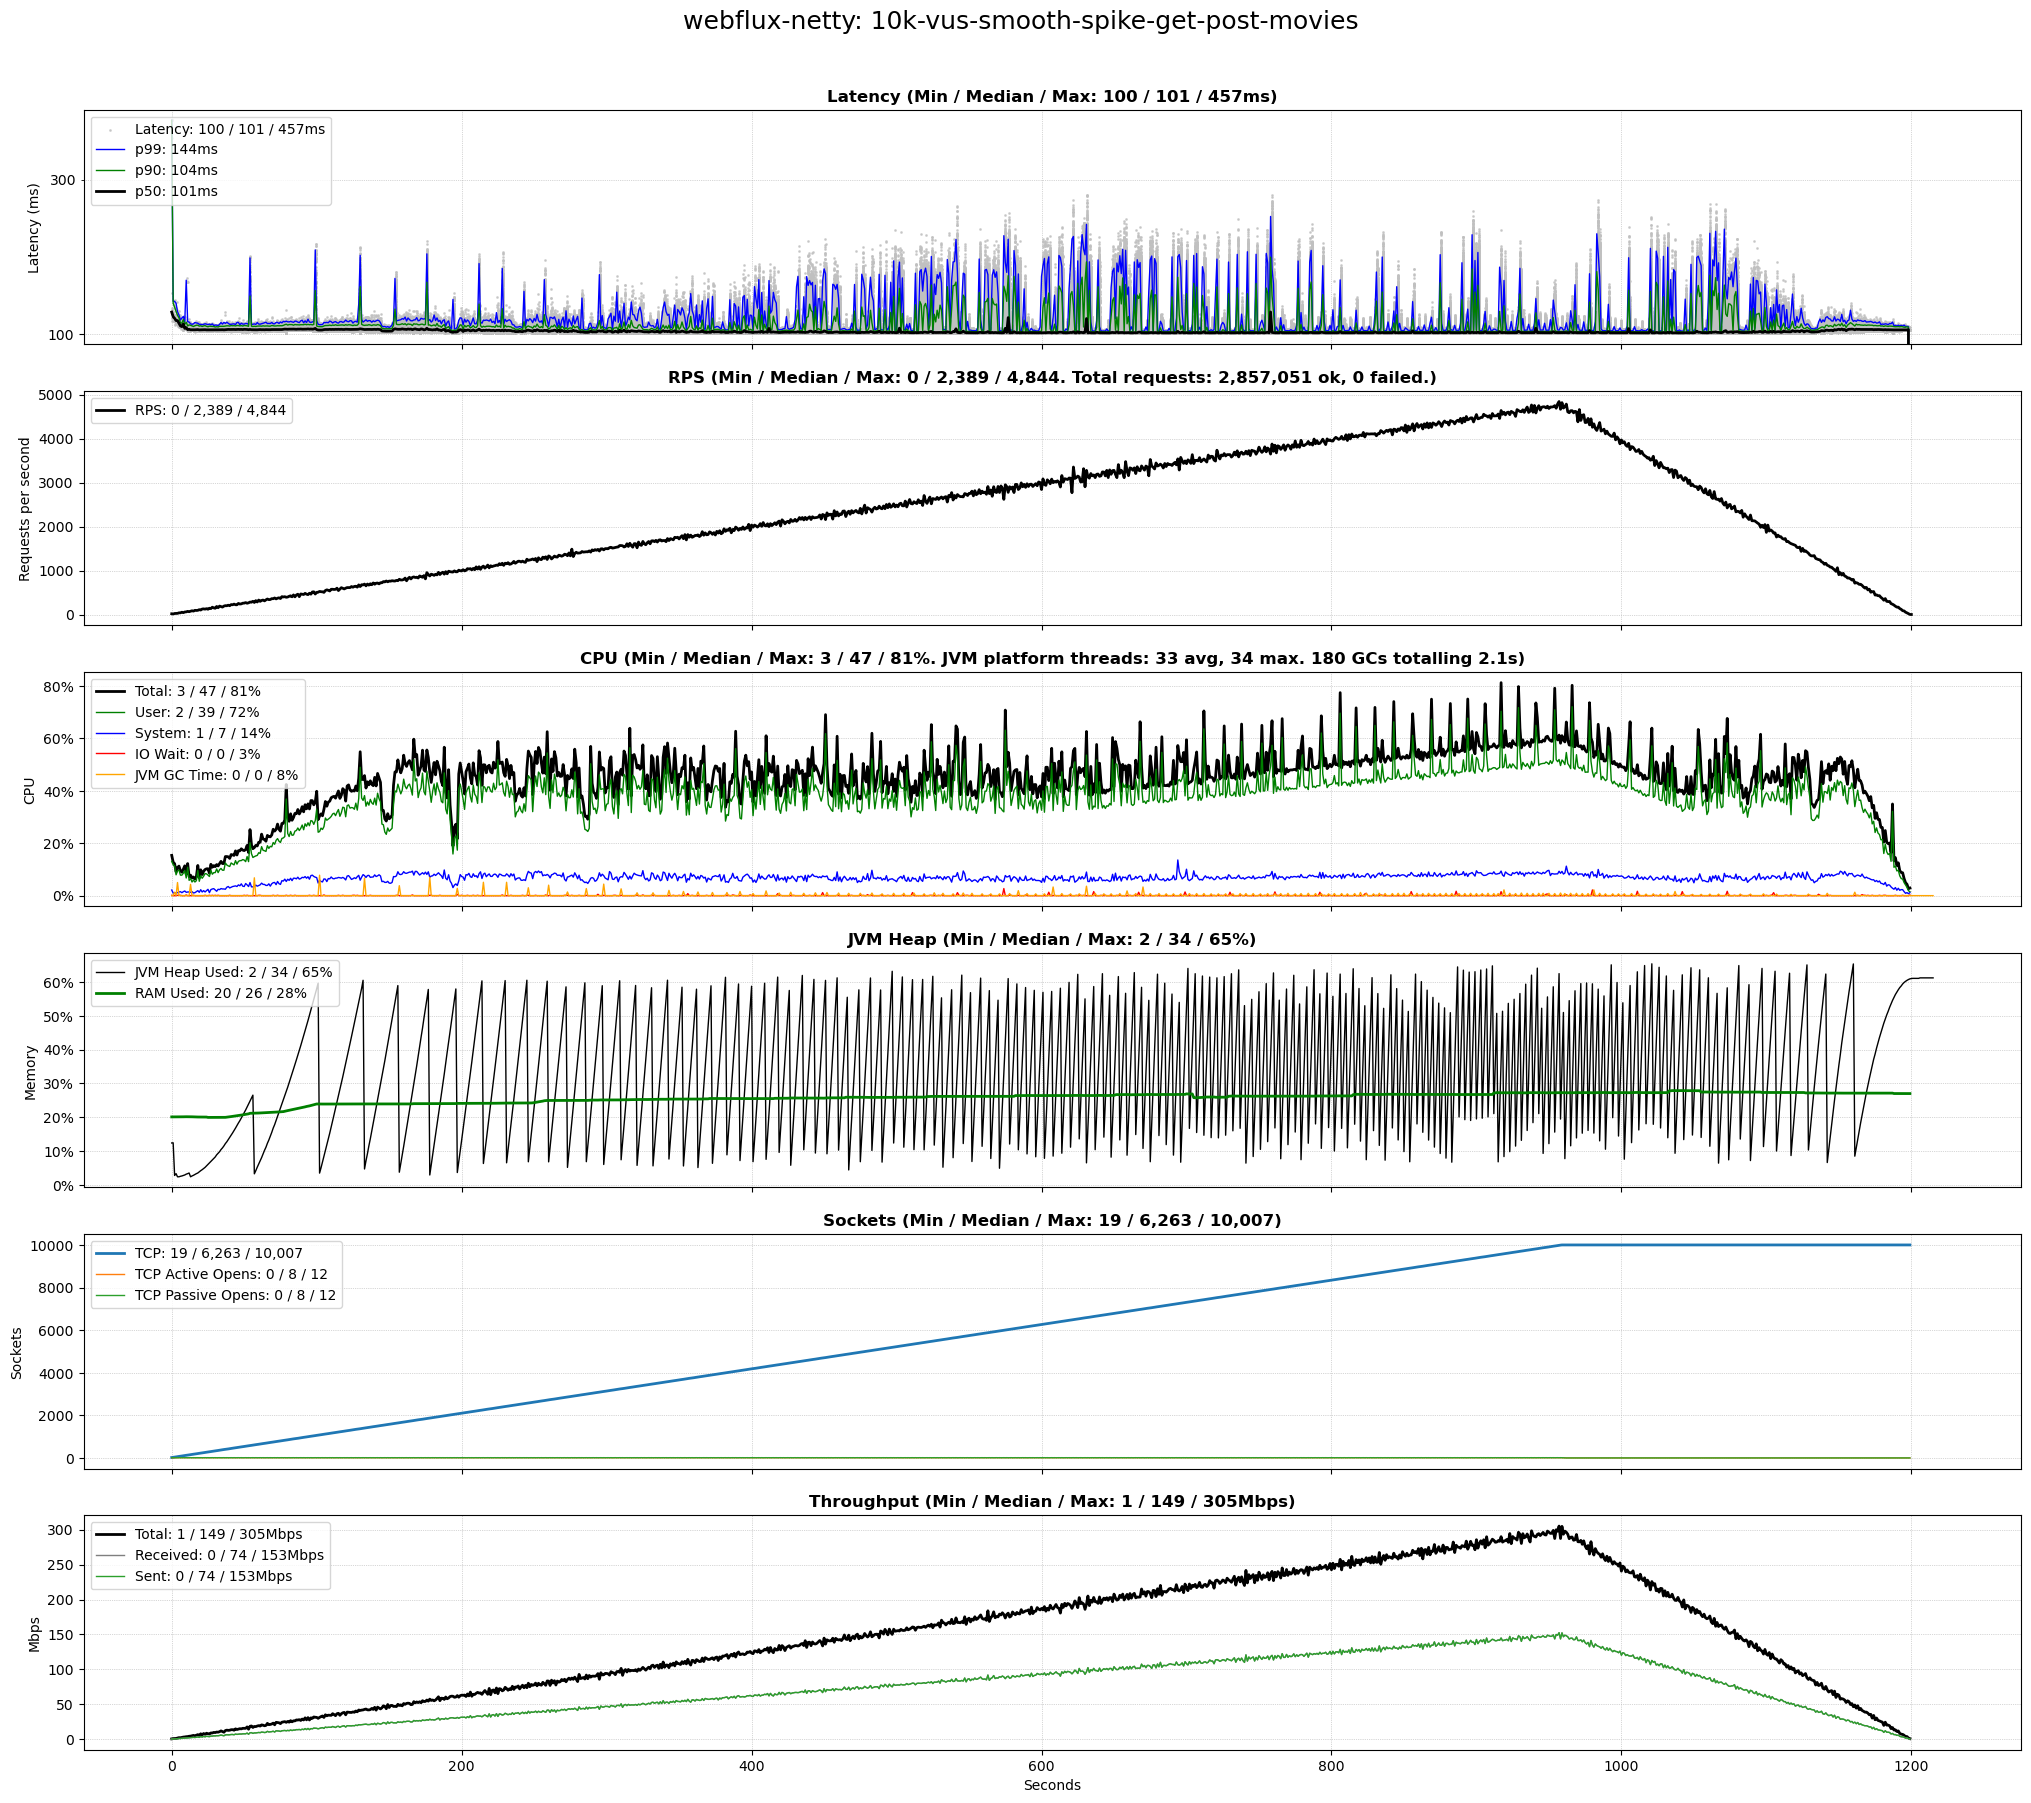 webflux-netty: 10k-vus-smooth-spike-get-post-movies
Latency (Min / Median / Max: 100 / 101 / 457ms)
Latency: 100 / 101 / 457ms
p99: 144ms
p90: 104ms
p50: 101ms
Latency (ms)
300
100
RPS (Min / Median / Max: 0 / 2,389 / 4,844. Total requests: 2,857,051 ok, 0 failed.)
RPS: 0 / 2,389 / 4,844
Requests per second
5000
4000
3000
2000
1000
0
CPU (Min / Median / Max: 3 / 47 / 81%. JVM platform threads: 33 avg, 34 max. 180 GCs totalling 2.1s)
Total: 3 / 47 / 81%
User: 2 / 39 / 72%
System: 1 / 7 / 14%
IO Wait: 0 / 0 / 3%
JVM GC Time: 0 / 0 / 8%
CPU
80%
60%
40%
20%
0%
JVM Heap (Min / Median / Max: 2 / 34 / 65%)
JVM Heap Used: 2 / 34 / 65%
RAM Used: 20 / 26 / 28%
Memory
60%
50%
40%
30%
20%
10%
0%
Sockets (Min / Median / Max: 19 / 6,263 / 10,007)
TCP: 19 / 6,263 / 10,007
TCP Active Opens: 0 / 8 / 12
TCP Passive Opens: 0 / 8 / 12
Sockets
10000
8000
6000
4000
2000
0
Throughput (Min / Median / Max: 1 / 149 / 305Mbps)
Total: 1 / 149 / 305Mbps
Received: 0 / 74 / 153Mbps
Sent: 0 / 74 / 153Mbps
Mbps
300
250
200
150
100
50
0
0 200 400 600 800 1000 1200
Seconds